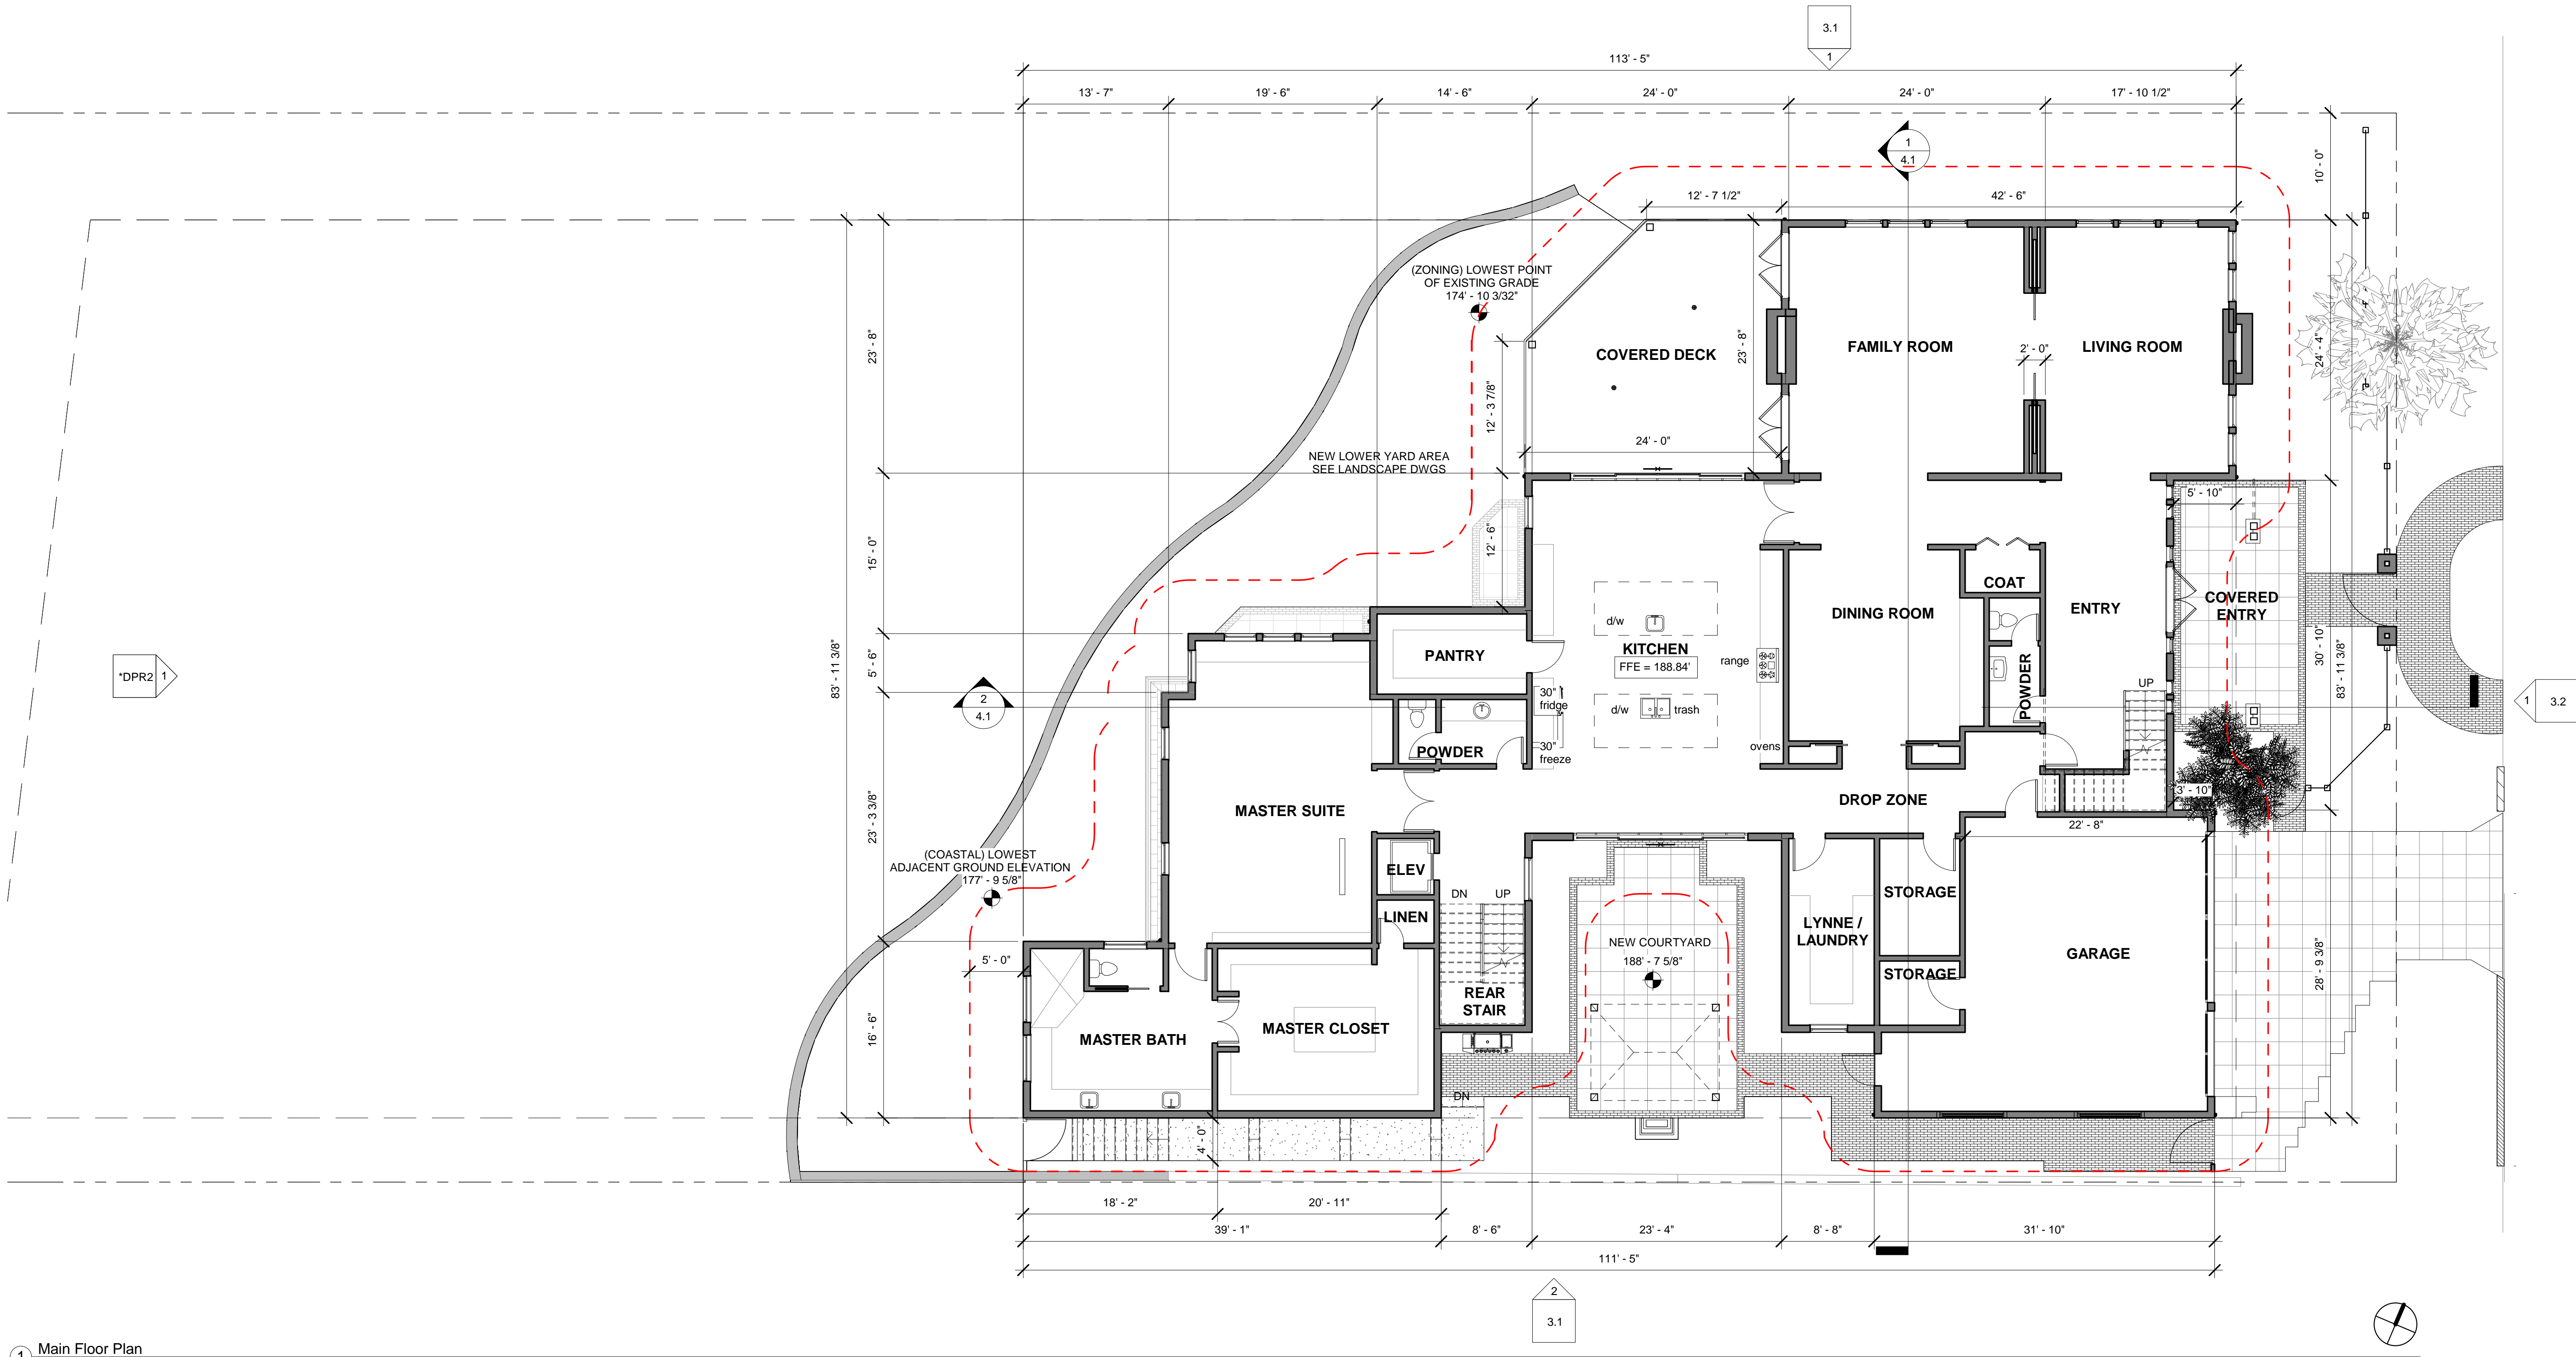 3.1
1
113' - 5"
13' - 7"
19' - 6"
14' - 6"
24' - 0"
24' - 0"
17' - 10 1/2"
10' - 0"
1
4.1
12' - 7 1/2"
42' - 6"
(ZONING) LOWEST POINT
OF EXISTING GRADE
174' - 10 3/32"
23' - 8"
COVERED DECK
23' - 8"
FAMILY ROOM
2' - 0"
LIVING ROOM
24' - 4"
12' - 3 7/8"
24' - 0"
NEW LOWER YARD AREA
SEE LANDSCAPE DWGS
5' - 10"
15' - 0"
12' - 6"
COAT
DINING ROOM
ENTRY
COVERED
ENTRY
d/w
KITCHEN
FFE = 188.84'
range
PANTRY
83' - 11 3/8"
5' - 6"
30' - 10"
83' - 11 3/8"
*DPR2
1
2
4.1
30"
fridge
d/w
trash
POWDER
UP
1
3.2
POWDER
30"
freeze
ovens
MASTER SUITE
DROP ZONE
3' - 10"
22' - 8"
23' - 3 3/8"
(COASTAL) LOWEST
ADJACENT GROUND ELEVATION
177' - 9 5/8"
ELEV
DN
UP
STORAGE
LINEN
LYNNE /
LAUNDRY
NEW COURTYARD
188' - 7 5/8"
GARAGE
5' - 0"
STORAGE
28' - 9 3/8"
REAR
STAIR
16' - 6"
MASTER BATH
MASTER CLOSET
DN
4' - 0"
18' - 2"
20' - 11"
39' - 1"
8' - 6"
23' - 4"
8' - 8"
31' - 10"
111' - 5"
2
3.1
1
Main Floor Plan